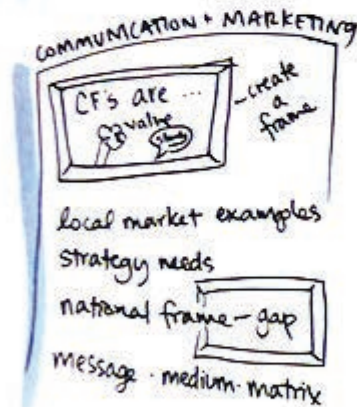 COMMUNICATION + MARKETING
CF's are ...
value
- create
a
frame
local market examples
strategy needs
national frame - gap
message · medium · matrix